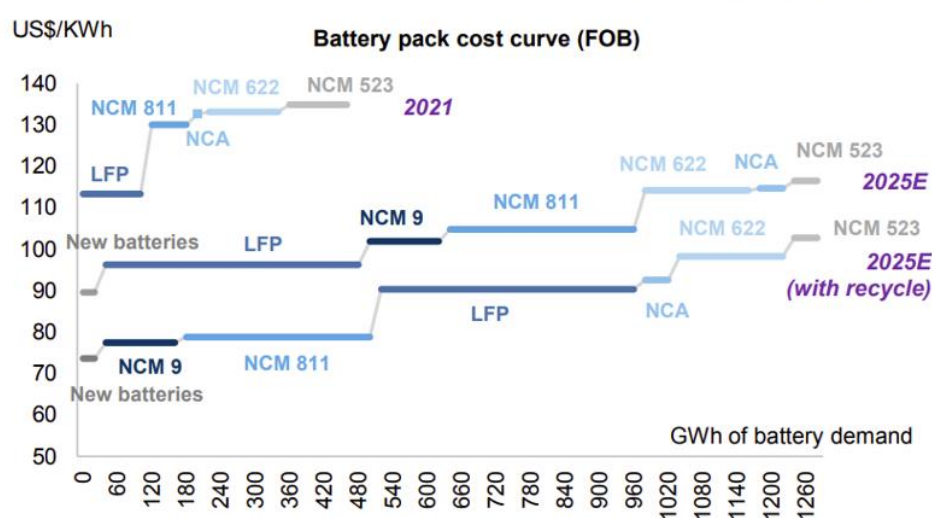 US$/KWh
Battery pack cost curve (FOB)
140
130
120
110
100
90
80
70
60
50
NCM 811
NCM 622
NCM 523
2021
NCA
LFP
NCM 622
NCA
NCM 523
2025E
New batteries
LFP
NCM 9
NCM 811
NCM 622
NCM 523
2025E
(with recycle)
LFP
NCA
NCM 9
NCM 811
New batteries
GWh of battery demand
0
60
120
180
240
300
360
420
480
540
600
660
720
780
840
900
960
1020
1080
1140
1200
1260